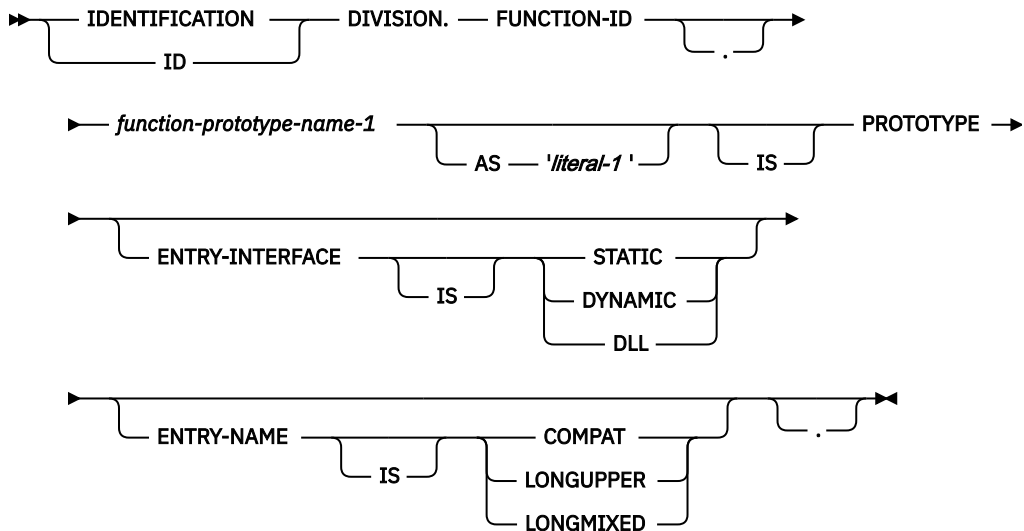 IDENTIFICATION DIVISION. FUNCTION-ID
ID .
function-prototype-name-1 PROTOTYPE
AS 'literal-1 ' IS
ENTRY-INTERFACE STATIC
IS DYNAMIC
DLL
ENTRY-NAME COMPAT .
IS LONGUPPER
LONGMIXED